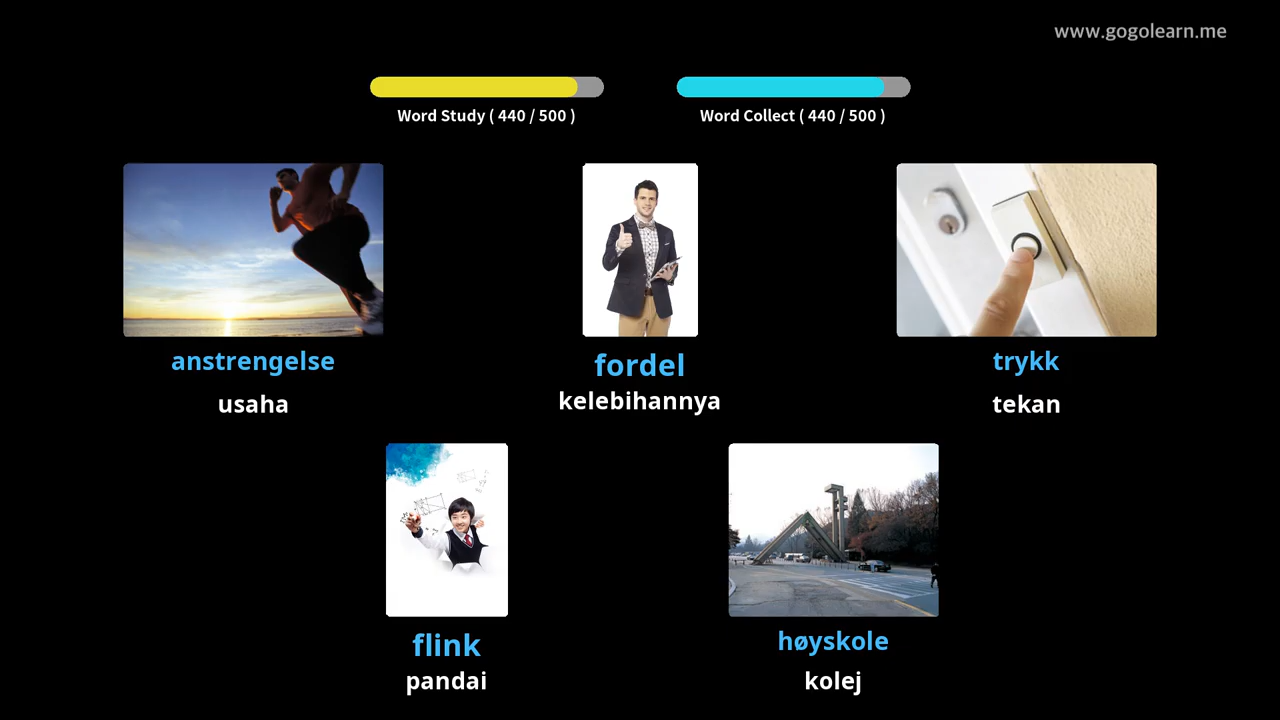 www.gogolearn.me
Word Study ( 440 / 500 )
Word Collect ( 440 / 500 )
anstrengelse
usaha
fordel
kelebihannya
trykk
tekan
flink
pandai
høyskole
kolej